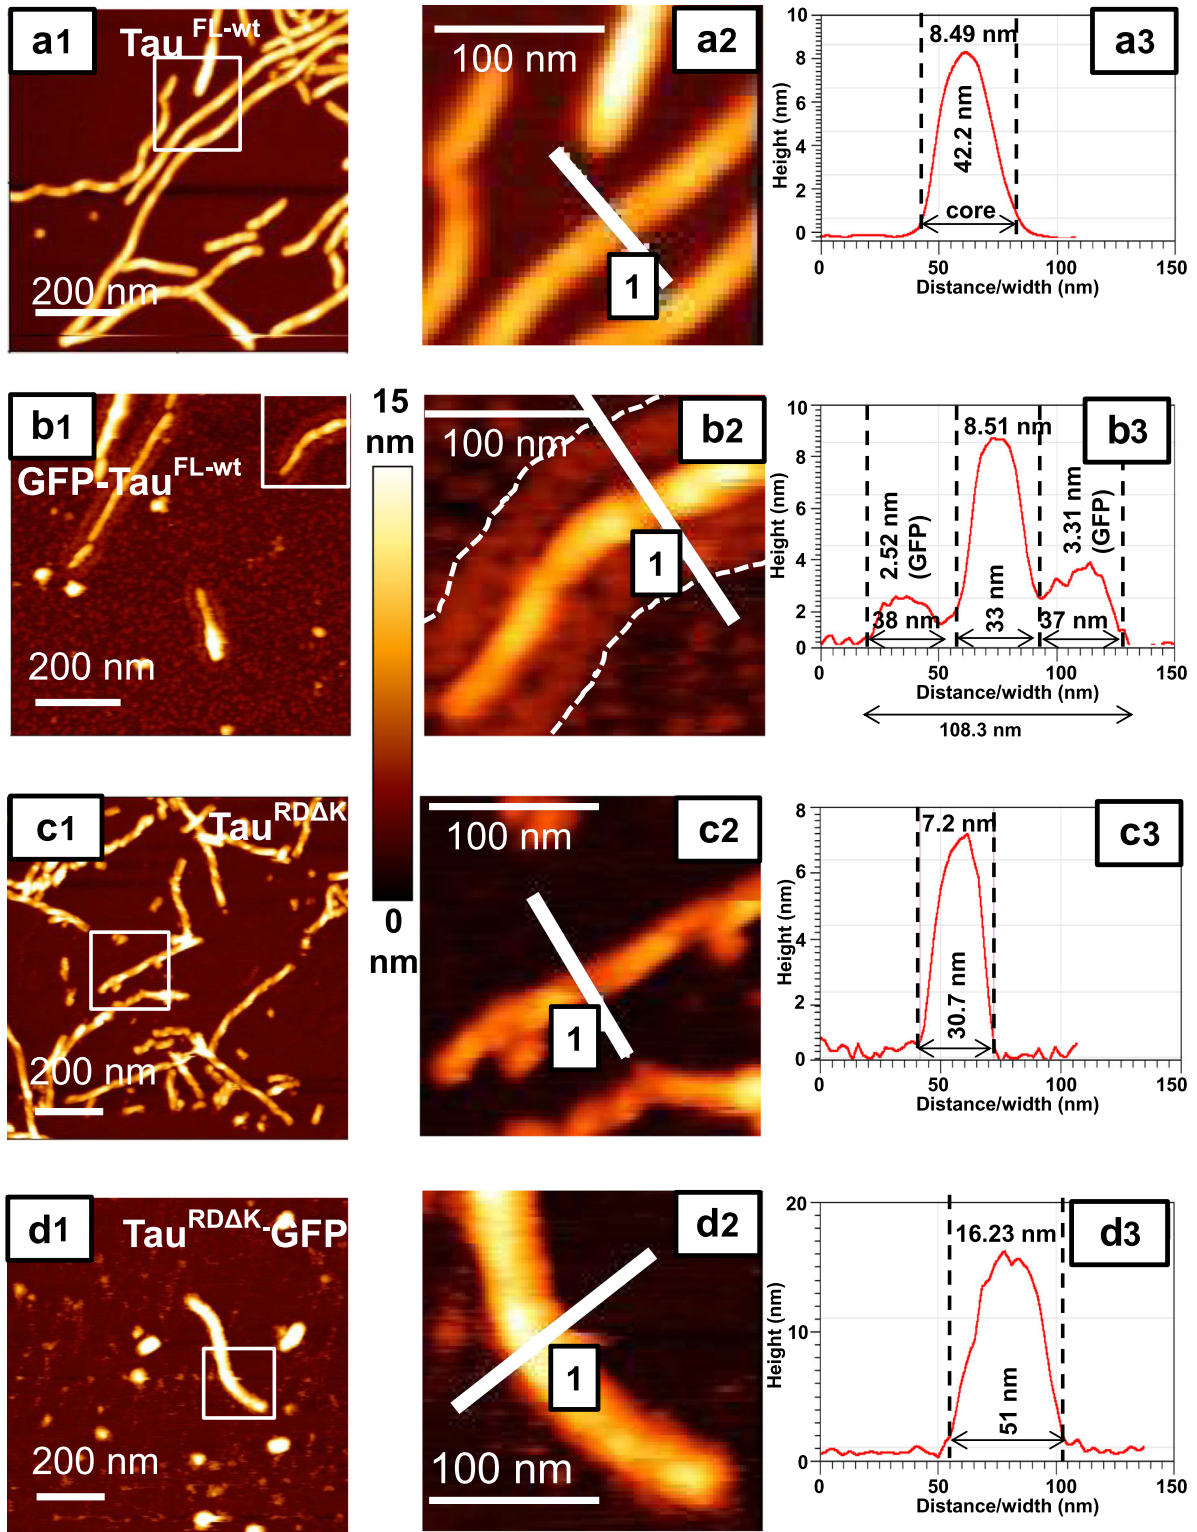 a1
Tau FL-wt
200 nm
100 nm
a2
1
a3
8.49 nm
42.2 nm
core
Height (nm)
10
8
6
4
2
0
0
50
100
150
Distance/width (nm)
b1
GFP-Tau FL-wt
200 nm
15
nm
0
nm
100 nm
b2
1
b3
8.51 nm
2.52 nm
(GFP)
3.31 nm
(GFP)
38 nm
33 nm
37 nm
Height (nm)
10
8
6
4
2
0
0
50
100
150
Distance/width (nm)
108.3 nm
c1
Tau RDΔK
200 nm
100 nm
c2
1
c3
7.2 nm
30.7 nm
Height (nm)
8
6
4
2
0
0
50
100
150
Distance/width (nm)
d1
Tau RDΔK-GFP
200 nm
d2
1
100 nm
d3
16.23 nm
51 nm
Height (nm)
20
10
0
0
50
100
150
Distance/width (nm)